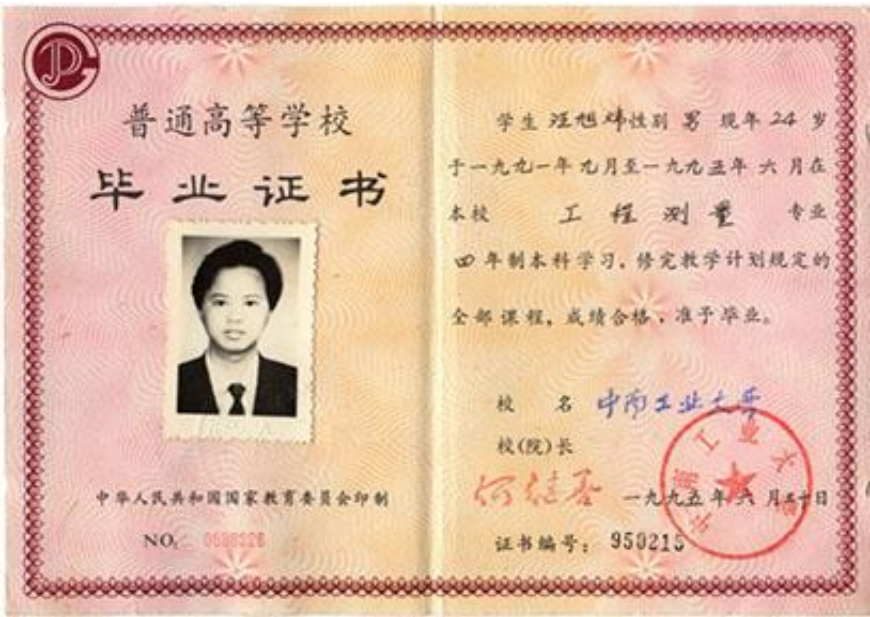 普通高等学校
毕业证书
中华人民共和国国家教育委员会印制
NO.
学生 汪旭炜 性别 男 现年 24 岁
于一九九一年九月至一九九五年 六 月在
本校 工程测量 专业
四 年制本科学习,修完教学计划规定的
全部课程,成绩合格,准予毕业。
校 名 中南工业大学
校(院)长
何继善 一九九五年 六 月三十日
证书编号: 950215